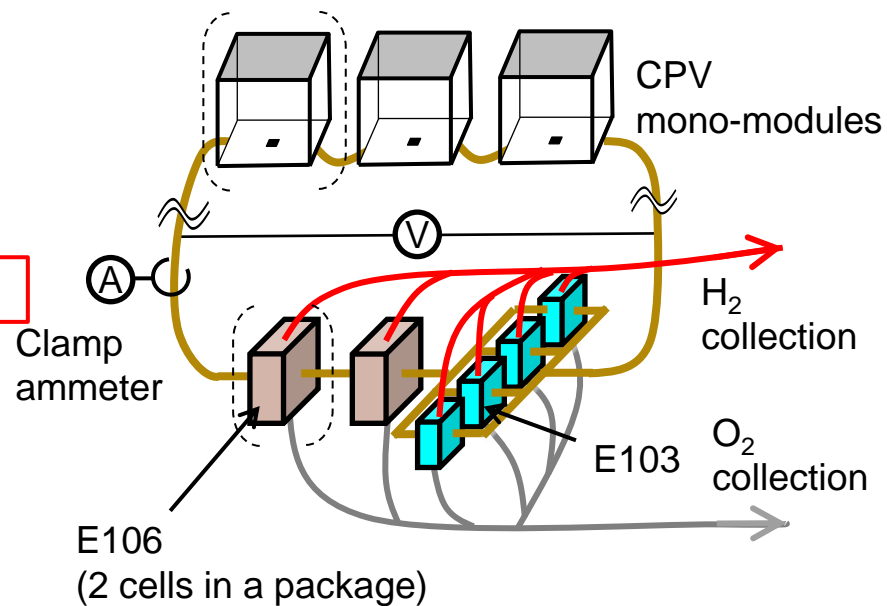 CPV
mono-modules
V
A
Clamp
ammeter
H₂
collection
E103
O₂
collection
E106
(2 cells in a package)